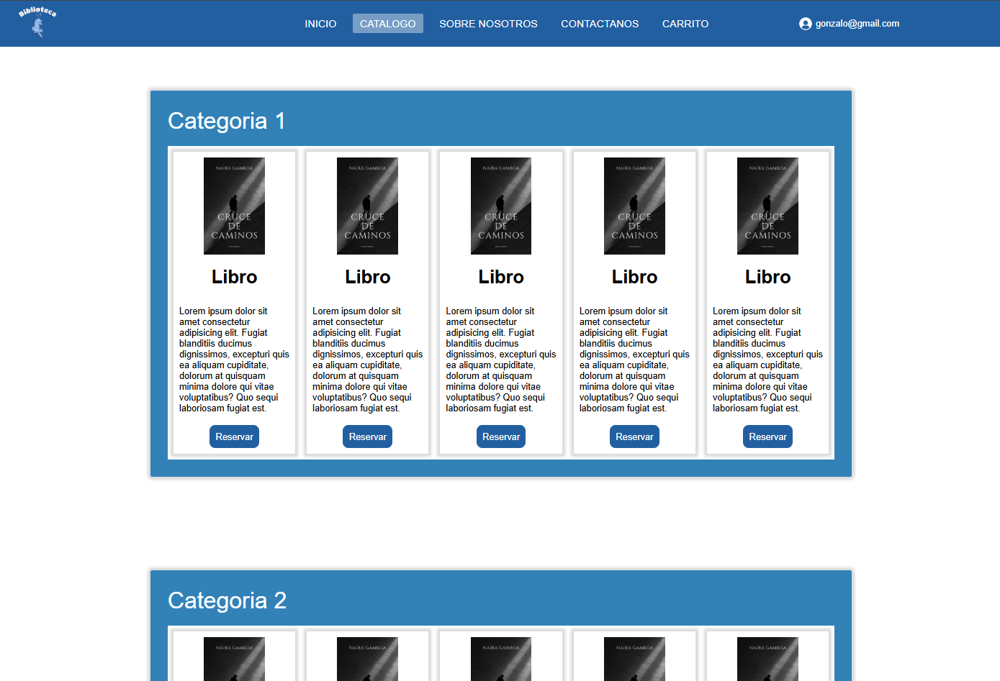 Biblioteca
INICIO CATALOGO SOBRE NOSOTROS CONTACTANOS CARRITO gonzalo@gmail.com
Categoria 1
NAIRA GAMBOA NAIRA GAMBOA NAIRA GAMBOA NAIRA GAMBOA NAIRA GAMBOA
CRUCE CRUCE CRUCE CRUCE CRUCE
DE DE DE DE DE
CAMINOS CAMINOS CAMINOS CAMINOS CAMINOS
Libro Libro Libro Libro Libro
Lorem ipsum dolor sit Lorem ipsum dolor sit Lorem ipsum dolor sit Lorem ipsum dolor sit Lorem ipsum dolor sit
amet consectetur amet consectetur amet consectetur amet consectetur amet consectetur
adipisicing elit. Fugiat adipisicing elit. Fugiat adipisicing elit. Fugiat adipisicing elit. Fugiat adipisicing elit. Fugiat
blanditiis ducimus blanditiis ducimus blanditiis ducimus blanditiis ducimus blanditiis ducimus
dignissimos, excepturi quis dignissimos, excepturi quis dignissimos, excepturi quis dignissimos, excepturi quis dignissimos, excepturi quis
ea aliquam cupiditate, ea aliquam cupiditate, ea aliquam cupiditate, ea aliquam cupiditate, ea aliquam cupiditate,
dolorum at quisquam dolorum at quisquam dolorum at quisquam dolorum at quisquam dolorum at quisquam
minima dolore qui vitae minima dolore qui vitae minima dolore qui vitae minima dolore qui vitae minima dolore qui vitae
voluptatibus? Quo sequi voluptatibus? Quo sequi voluptatibus? Quo sequi voluptatibus? Quo sequi voluptatibus? Quo sequi
laboriosam fugiat est. laboriosam fugiat est. laboriosam fugiat est. laboriosam fugiat est. laboriosam fugiat est.
Reservar Reservar Reservar Reservar Reservar
Categoria 2
NAIRA GAMBOA NAIRA GAMBOA NAIRA GAMBOA NAIRA GAMBOA NAIRA GAMBOA